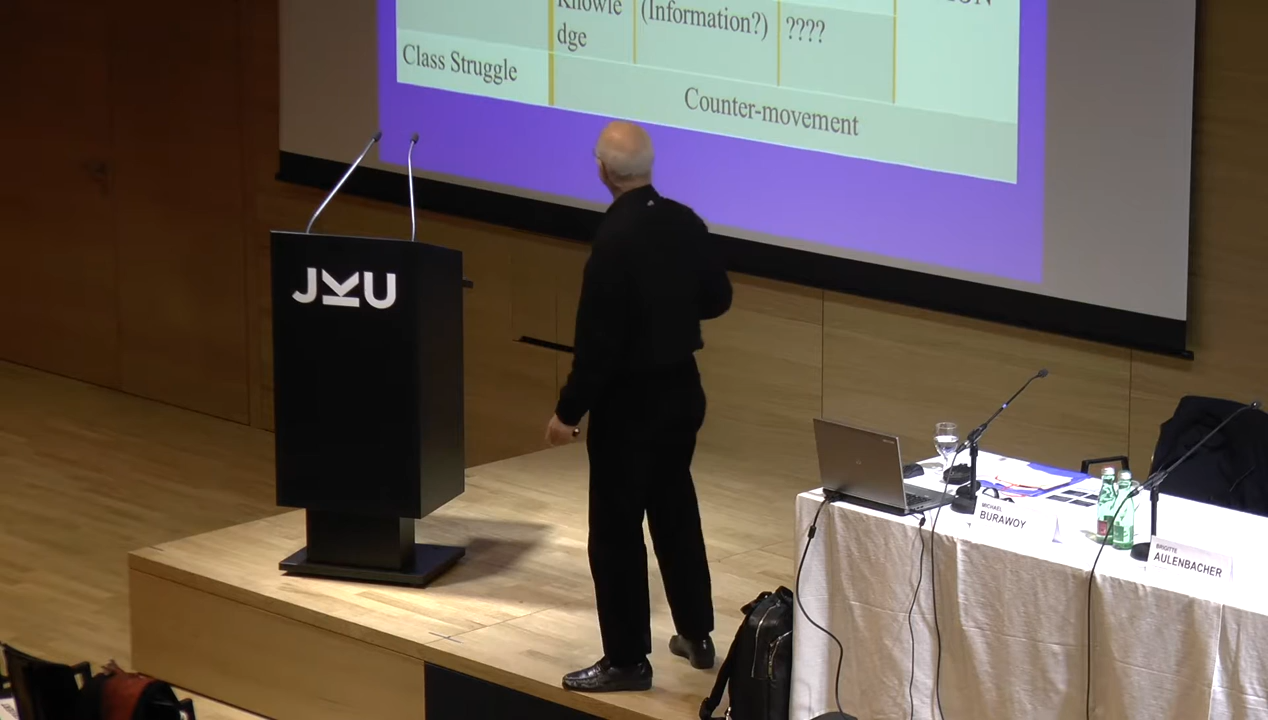 Knowle
dge
(Information?)
????
Class Struggle
Counter-movement
JKU
MICHAEL
BURAWOY
BRIGITTE
AULENBACHER